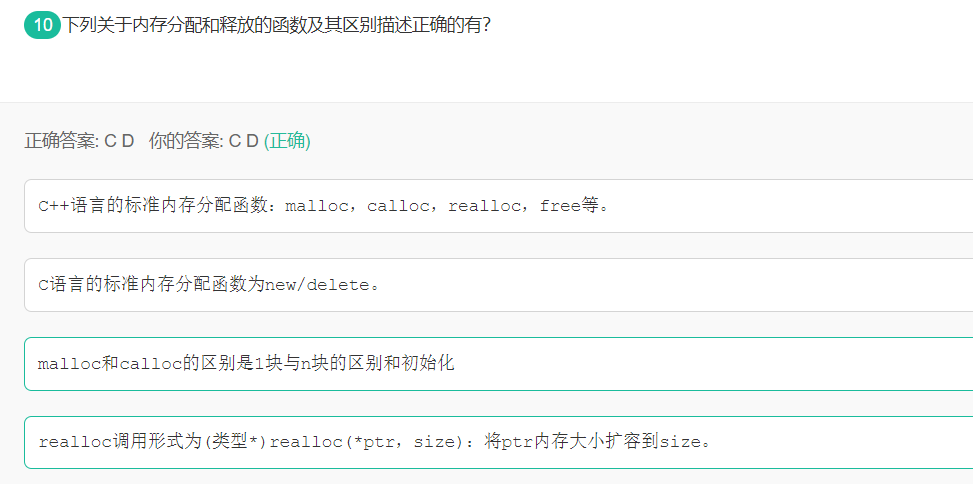 10 下列关于内存分配和释放的函数及其区别描述正确的有?
正确答案: C D 你的答案: C D (正确)
C++语言的标准内存分配函数：malloc，calloc，realloc，free等。
C语言的标准内存分配函数为new/delete。
malloc和calloc的区别是1块与n块的区别和初始化
realloc调用形式为(类型*)realloc(*ptr，size)：将ptr内存大小扩容到size。